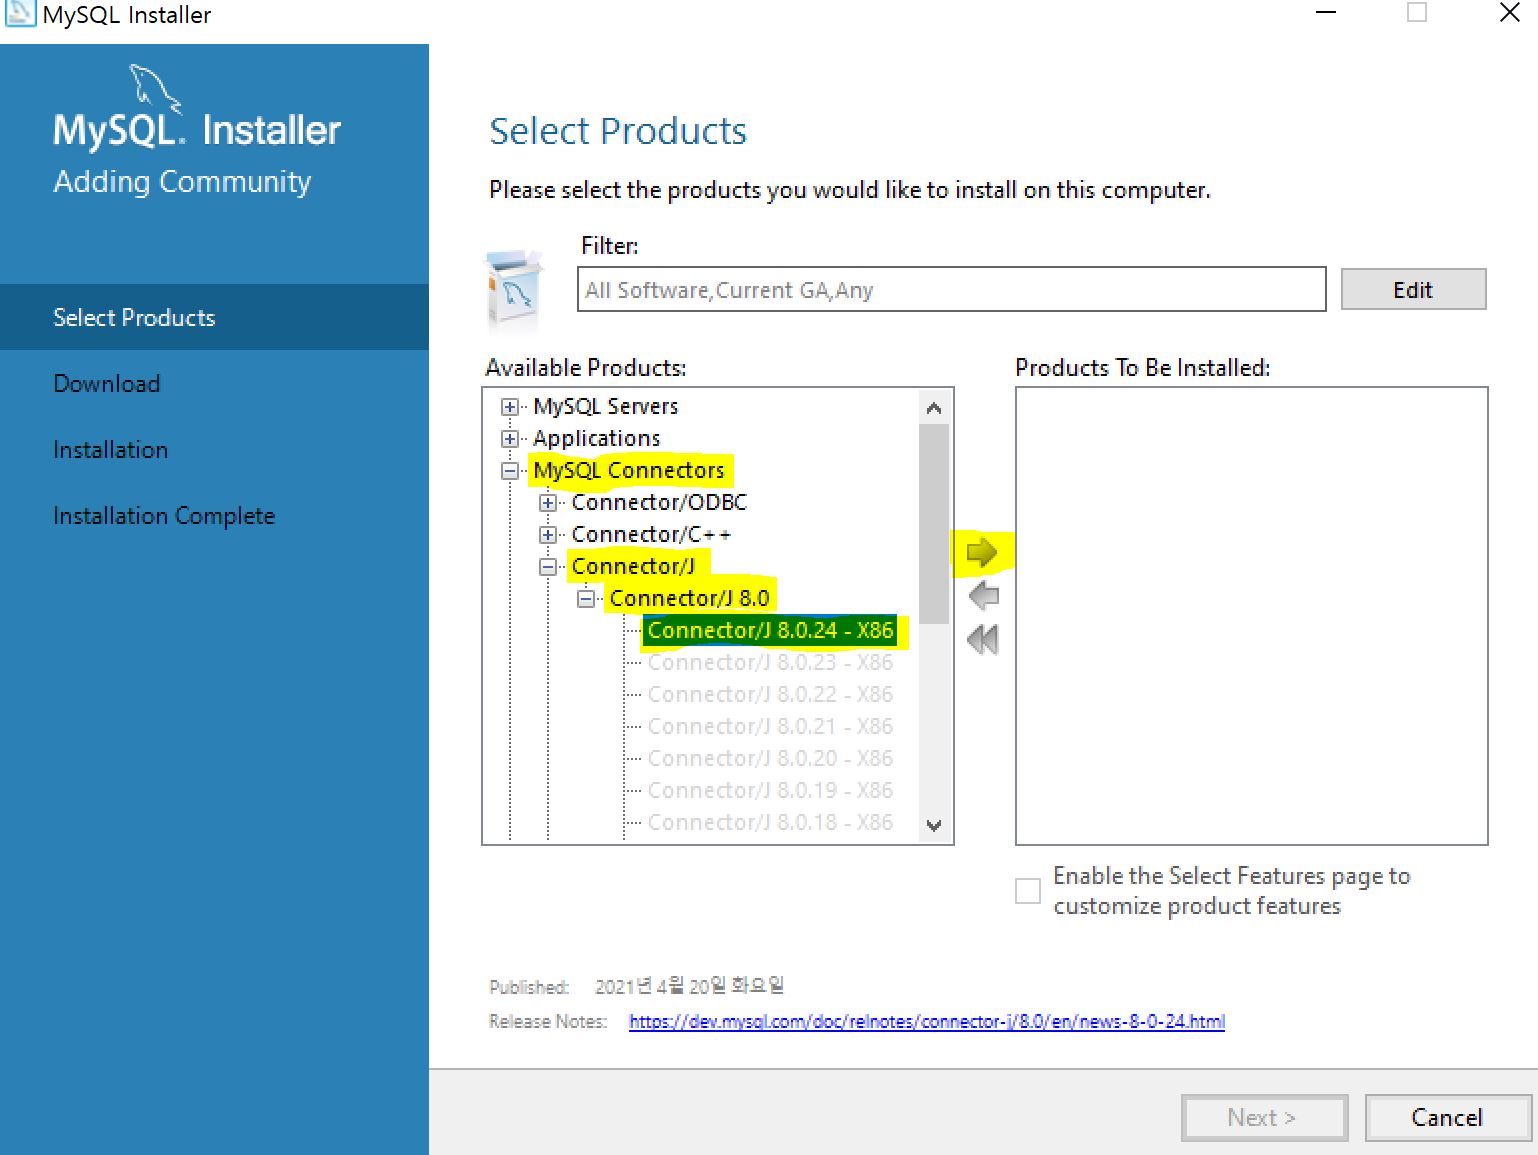 MySQL Installer
MySQL. Installer
Adding Community
Select Products
Download
Installation
Installation Complete
Select Products
Please select the products you would like to install on this computer.
Filter:
All Software,Current GA,Any
Edit
Available Products:
MySQL Servers
Applications
MySQL Connectors
Connector/ODBC
Connector/C++
Connector/J
Connector/J 8.0
Connector/J 8.0.24 - X86
Connector/J 8.0.23 - X86
Connector/J 8.0.22 - X86
Connector/J 8.0.21 - X86
Connector/J 8.0.20 - X86
Connector/J 8.0.19 - X86
Connector/J 8.0.18 - X86
Products To Be Installed:
Enable the Select Features page to
customize product features
Published: 2021년 4월 20일 화요일
Release Notes: https://dev.mysql.com/doc/relnotes/connector-j/8.0/en/news-8-0-24.html
Next >
Cancel